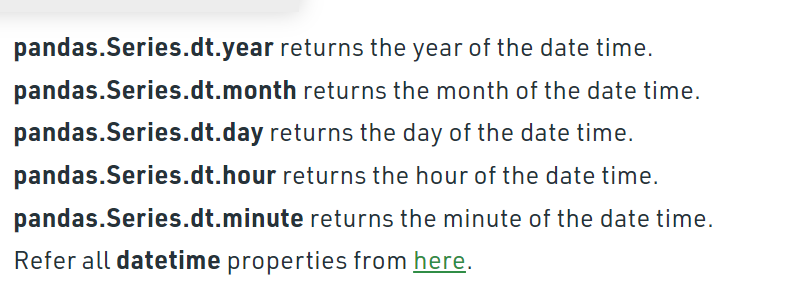 pandas.Series.dt.year returns the year of the date time.
pandas.Series.dt.month returns the month of the date time.
pandas.Series.dt.day returns the day of the date time.
pandas.Series.dt.hour returns the hour of the date time.
pandas.Series.dt.minute returns the minute of the date time.
Refer all datetime properties from here.